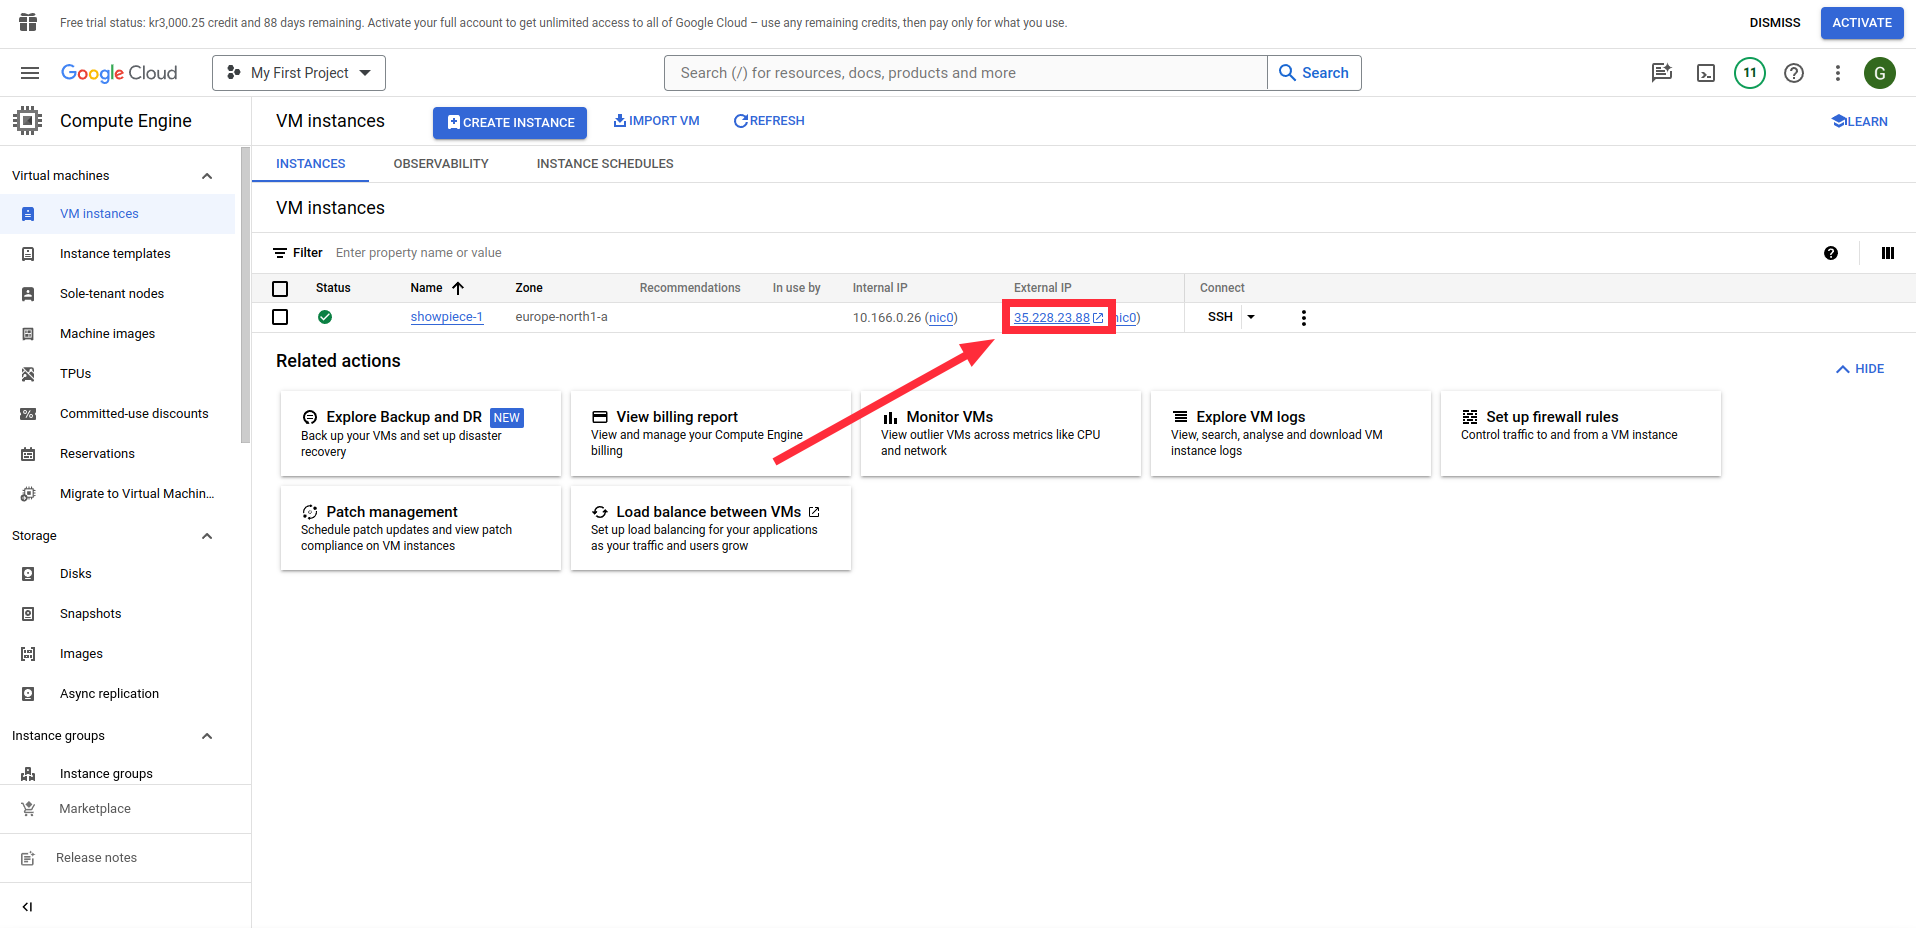 Free trial status: kr3,000.25 credit and 88 days remaining. Activate your full account to get unlimited access to all of Google Cloud – use any remaining credits, then pay only for what you use.
DISMISS
ACTIVATE
Google Cloud
My First Project
Search (/) for resources, docs, products and more
Search
11
G
Compute Engine
VM instances
CREATE INSTANCE
IMPORT VM
REFRESH
LEARN
Virtual machines
VM instances
Instance templates
Sole-tenant nodes
Machine images
TPUs
Committed-use discounts
Reservations
Migrate to Virtual Machin...
Storage
Disks
Snapshots
Images
Async replication
Instance groups
Instance groups
Marketplace
Release notes
INSTANCES
OBSERVABILITY
INSTANCE SCHEDULES
VM instances
Filter
Enter property name or value
Status
Name
Zone
Recommendations
In use by
Internal IP
External IP
Connect
showpiece-1
europe-north1-a
10.166.0.26 (nic0)
35.228.23.88
nic0)
SSH
Related actions
HIDE
Explore Backup and DR NEW
Back up your VMs and set up disaster
recovery
View billing report
View and manage your Compute Engine
billing
Monitor VMs
View outlier VMs across metrics like CPU
and network
Explore VM logs
View, search, analyse and download VM
instance logs
Set up firewall rules
Control traffic to and from a VM instance
Patch management
Schedule patch updates and view patch
compliance on VM instances
Load balance between VMs
Set up load balancing for your applications
as your traffic and users grow